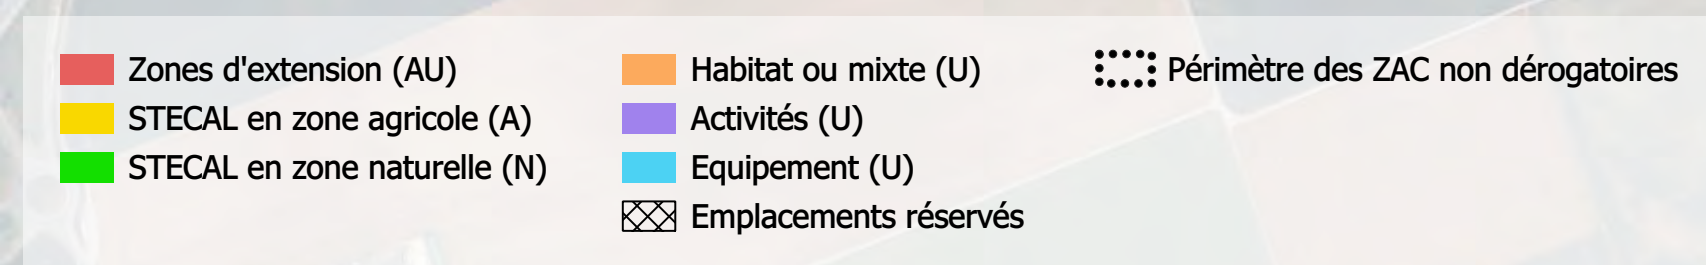 Zones d'extension (AU)
STECAL en zone agricole (A)
STECAL en zone naturelle (N)
Habitat ou mixte (U)
Activités (U)
Equipement (U)
Emplacements réservés
Périmètre des ZAC non dérogatoires